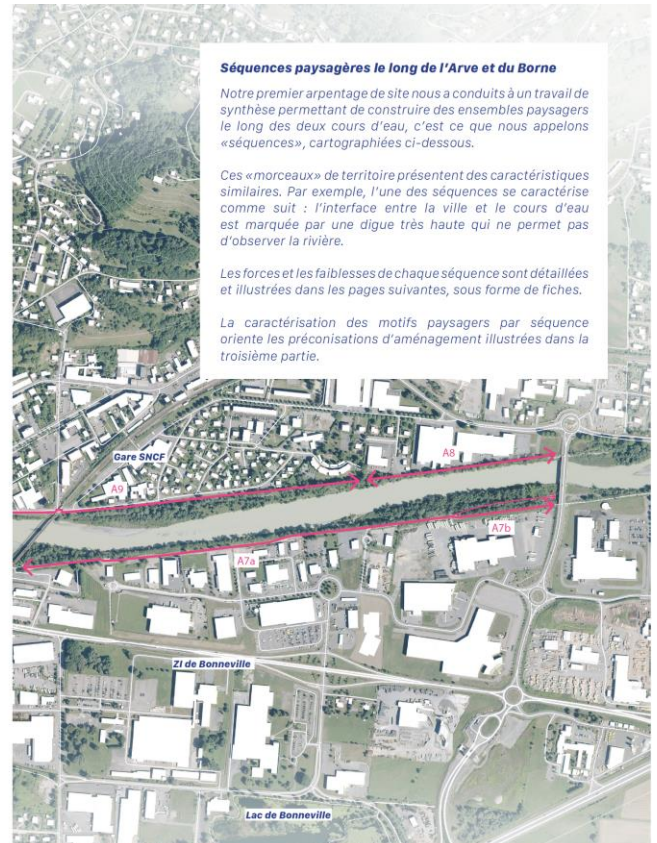 Séquences paysagères le long de l'Arve et du Borne
Notre premier arpentage de site nous a conduits à un travail de
synthèse permettant de construire des ensembles paysagers
le long des deux cours d'eau, c'est ce que nous appelons
«séquences», cartographiées ci-dessous.
Ces «morceaux» de territoire présentent des caractéristiques
similaires. Par exemple, l'une des séquences se caractérise
comme suit : l'interface entre la ville et le cours d'eau
est marquée par une digue très haute qui ne permet pas
d'observer la rivière.
Les forces et les faiblesses de chaque séquence sont détaillées
et illustrées dans les pages suivantes, sous forme de fiches.
La caractérisation des motifs paysagers par séquence
oriente les préconisations d'aménagement illustrées dans la
troisième partie.
Gare SNCF
A8
A9
A7b
A7a
ZI de Bonneville
Lac de Bonneville